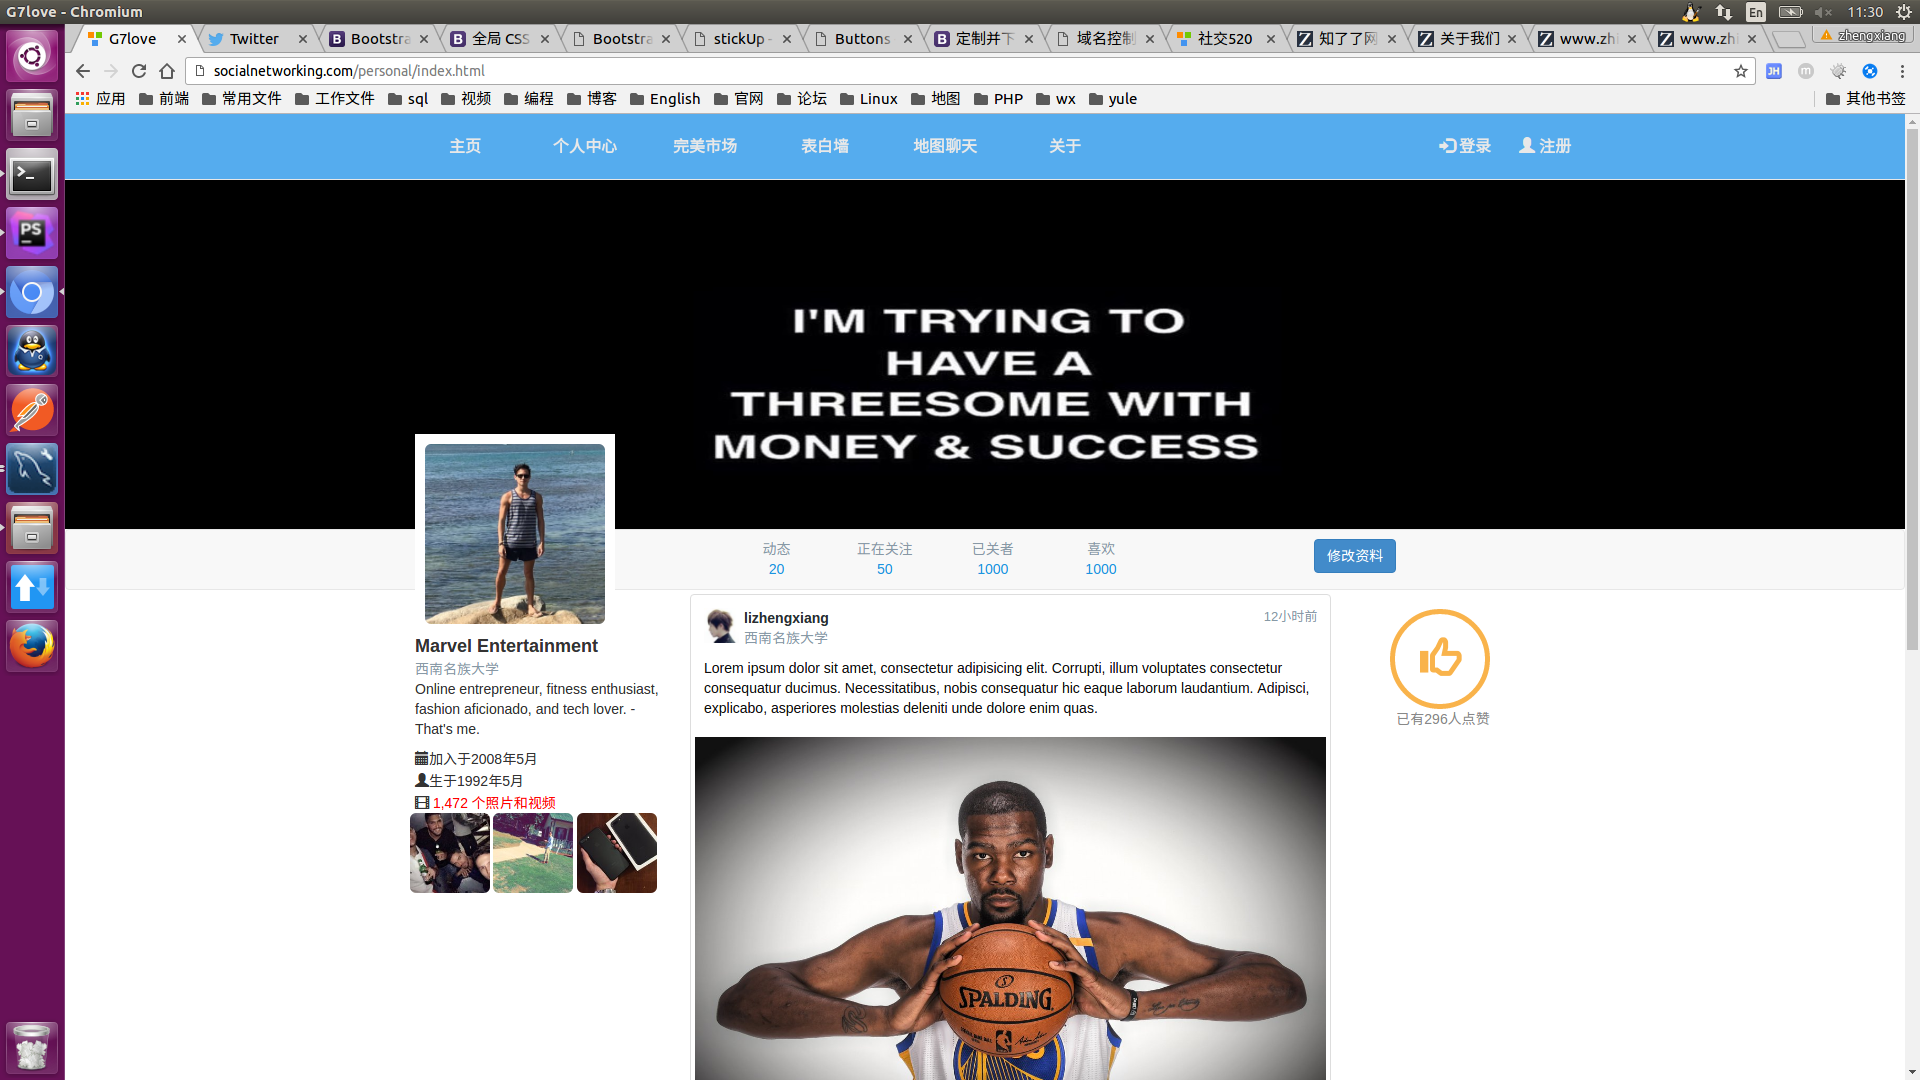 G7love - Chromium
En
11:30
G7love
Twitter
Bootstra
全局 CSS
Bootstra
stickUp -
Buttons
定制并下
域名控制
社交520
知了了网
关于我们
www.zhi
www.zhi
zhengxiang
socialnetworking.com/personal/index.html
JH
m
应用
前端
常用文件
工作文件
sql
视频
编程
博客
English
官网
论坛
Linux
地图
PHP
wx
yule
其他书签
主页
个人中心
完美市场
表白墙
地图聊天
关于
登录
注册
PS
I'M TRYING TO
HAVE A
THREESOME WITH
MONEY & SUCCESS
动态
20
正在关注
50
已关者
1000
喜欢
1000
修改资料
Marvel Entertainment
西南名族大学
Online entrepreneur, fitness enthusiast,
fashion aficionado, and tech lover. -
That's me.
加入于2008年5月
生于1992年5月
1,472 个照片和视频
lizhengxiang
西南名族大学
12小时前
Lorem ipsum dolor sit amet, consectetur adipisicing elit. Corrupti, illum voluptates consectetur
consequatur ducimus. Necessitatibus, nobis consequatur hic eaque laborum laudantium. Adipisci,
explicabo, asperiores molestias deleniti unde dolore enim quas.
SPALDING
NBA
已有296人点赞